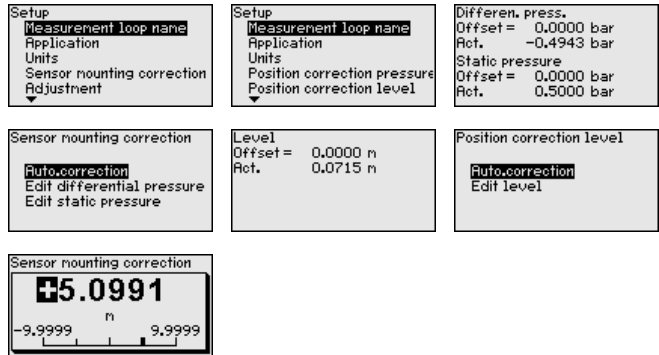 Setup
Measurement loop name
Application
Units
Sensor mounting correction
Adjustment
Setup
Measurement loop name
Application
Units
Position correction pressure
Position correction level
Differen. press.
Offset = 0.0000 bar
Act. -0.4943 bar
Static pressure
Offset = 0.0000 bar
Act. 0.5000 bar
Sensor mounting correction
Auto.correction
Edit differential pressure
Edit static pressure
Level
Offset = 0.0000 m
Act. 0.0715 m
Position correction level
Auto.correction
Edit level
Sensor mounting correction
+5.0991
m
-9.9999 9.9999